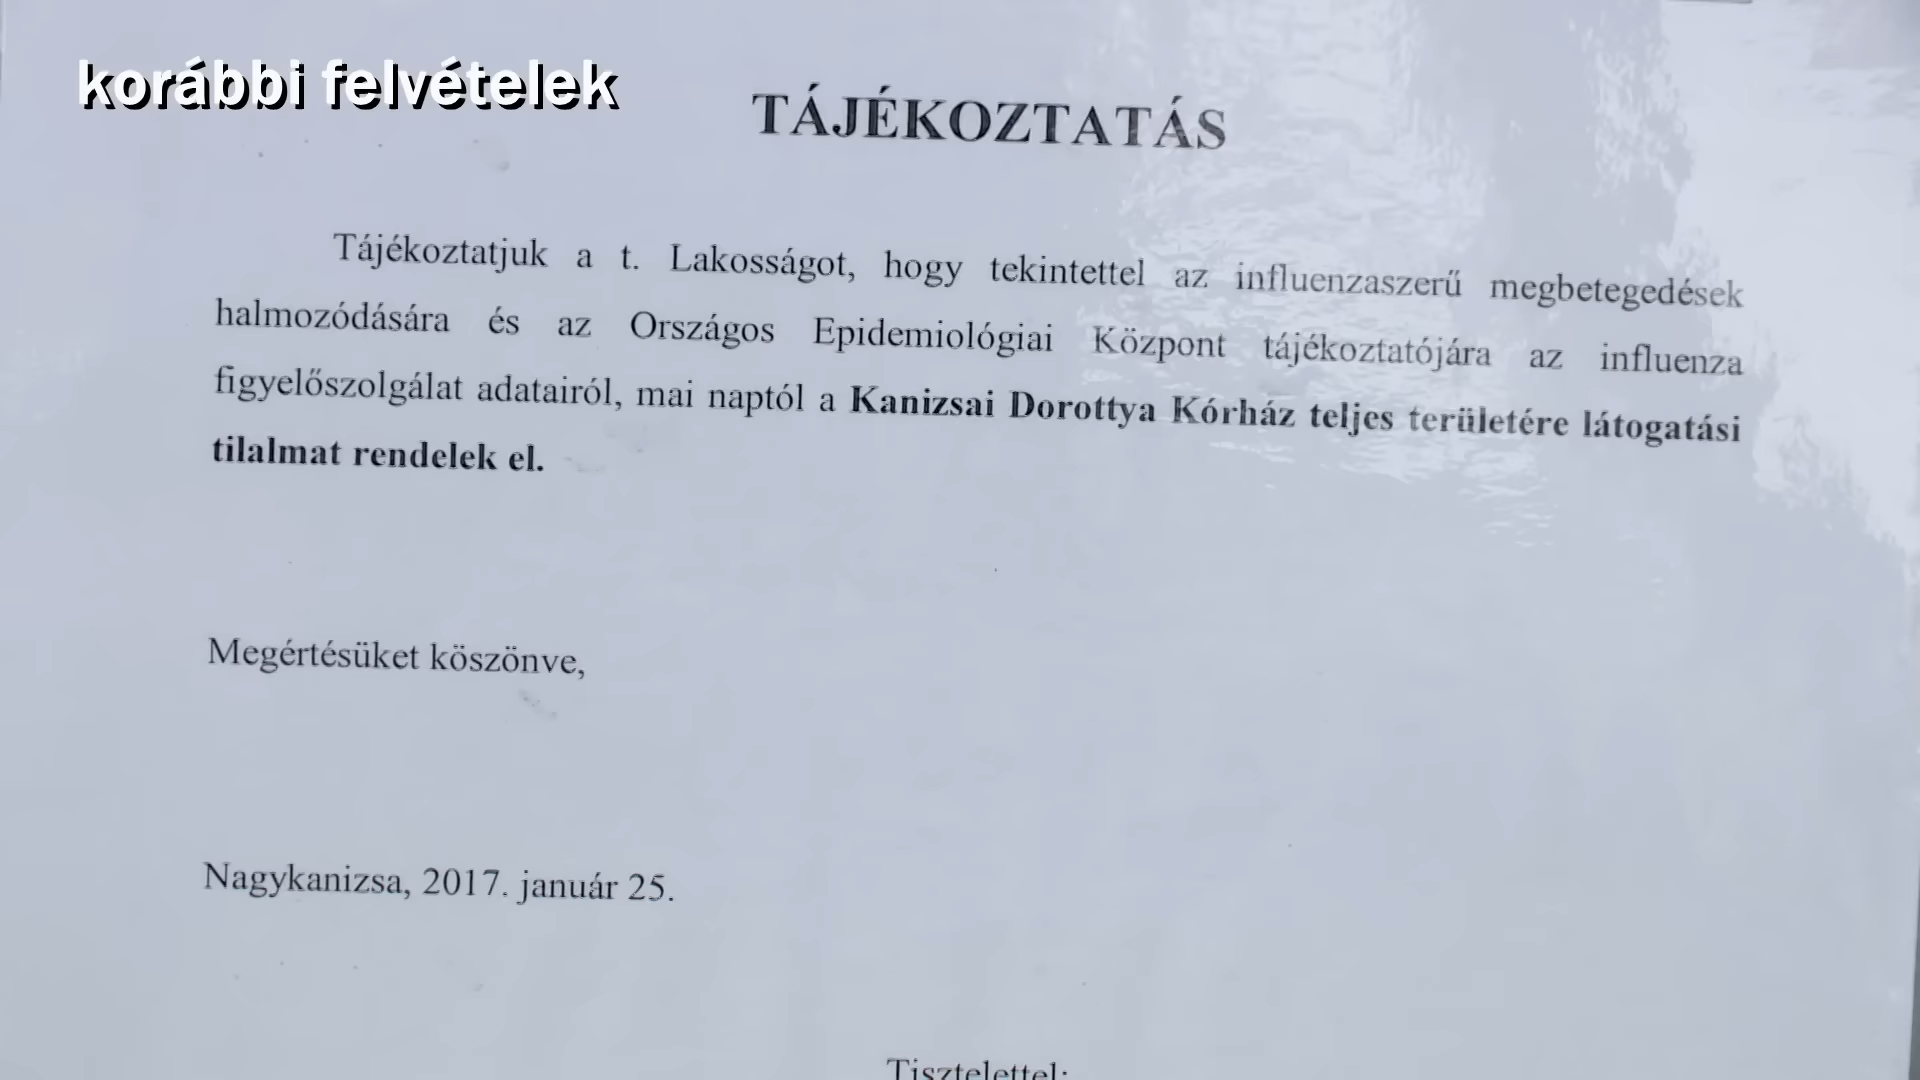 korábbi felvételek
TÁJÉKOZTATÁS
Tájékoztatjuk a t. Lakosságot, hogy tekintettel az influenzaszerű megbetegedések
halmozódására és az Országos Epidemiológiai Központ tájékoztatójára az influenza
figyelőszolgálat adatairól, mai naptól a Kanizsai Dorottya Kórház teljes területére látogatási
tilalmat rendelek el.
Megértésüket köszönve,
Nagykanizsa, 2017. január 25.
Tisztelettel: